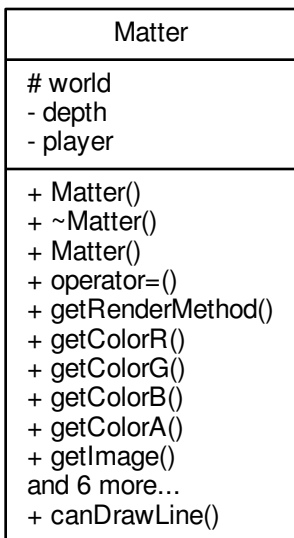 Matter
# world
- depth
- player
+ Matter()
+ ~Matter()
+ Matter()
+ operator=()
+ getRenderMethod()
+ getColorR()
+ getColorG()
+ getColorB()
+ getColorA()
+ getImage()
and 6 more...
+ canDrawLine()